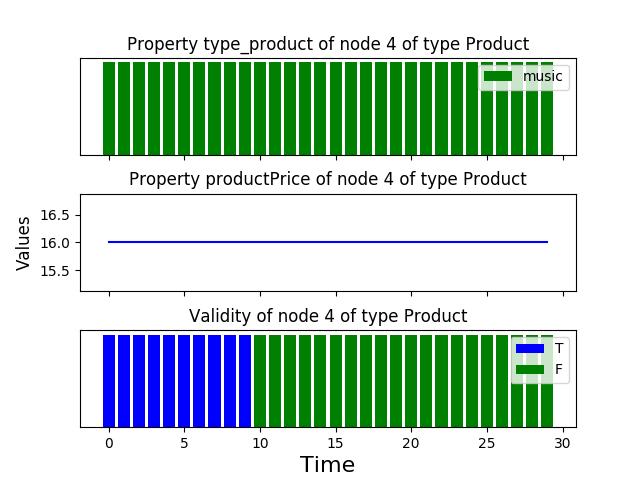 Property type_product of node 4 of type Product
music
Property productPrice of node 4 of type Product
Values
16.5
16.0
15.5
Validity of node 4 of type Product
T
F
0 5 10 15 20 25 30
Time